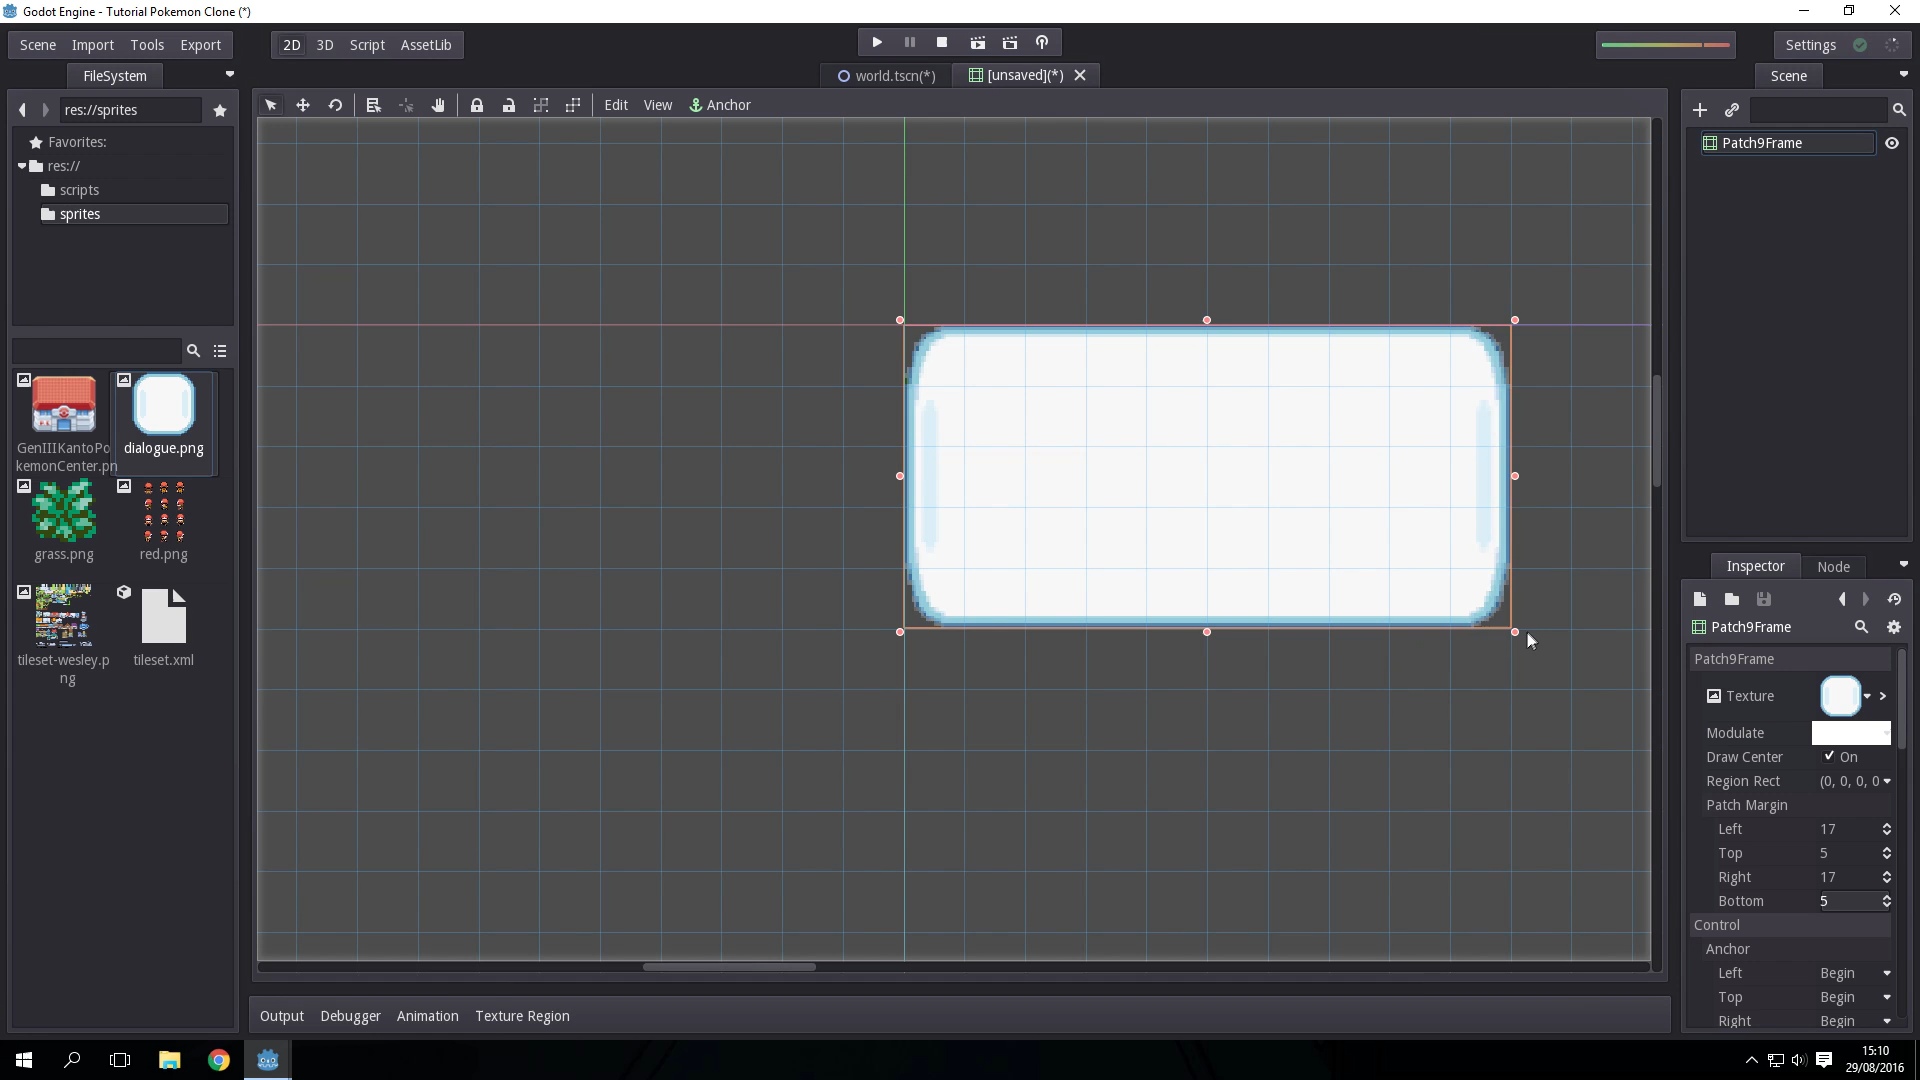 Godot Engine - Tutorial Pokemon Clone (*)
Scene Import Tools Export
2D 3D Script AssetLib
Settings
FileSystem
world.tscn(*)
[unsaved](*)
Scene
res://sprites
Edit View Anchor
Favorites:
res://
scripts
sprites
Patch9Frame
GenIIIKantoPo
kemonCenter.pn
dialogue.png
grass.png
red.png
tileset-wesley.p
ng
tileset.xml
Inspector Node
Patch9Frame
Patch9Frame
Texture
Modulate
Draw Center On
Region Rect (0, 0, 0, 0
Patch Margin
Left 17
Top 5
Right 17
Bottom 5
Control
Anchor
Left Begin
Top Begin
Right Begin
Output Debugger Animation Texture Region
15:10
29/08/2016